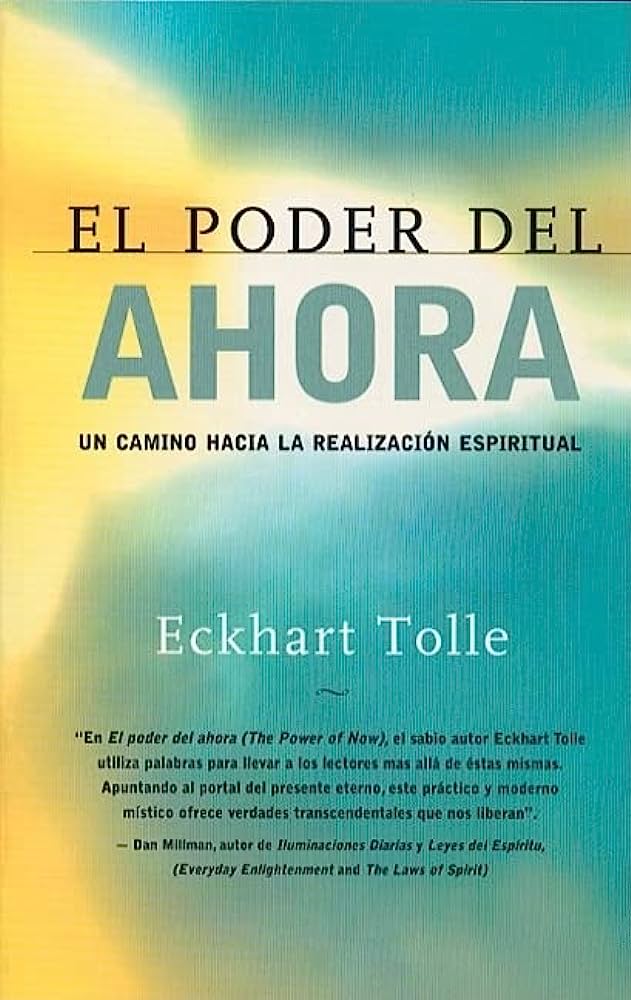 EL PODER DEL
AHORA
UN CAMINO HACIA LA REALIZACIÓN ESPIRITUAL
Eckhart Tolle
"En El poder del ahora (The Power of Now), el sabio autor Eckhart Tolle
utiliza palabras para llevar a los lectores mas allá de éstas mismas.
Apuntando al portal del presente eterno, este práctico y moderno
místico ofrece verdades transcendentales que nos liberan".
— Dan Millman, autor de Iluminaciones Diarias y Leyes del Espíritu,
(Everyday Enlightenment and The Laws of Spirit)